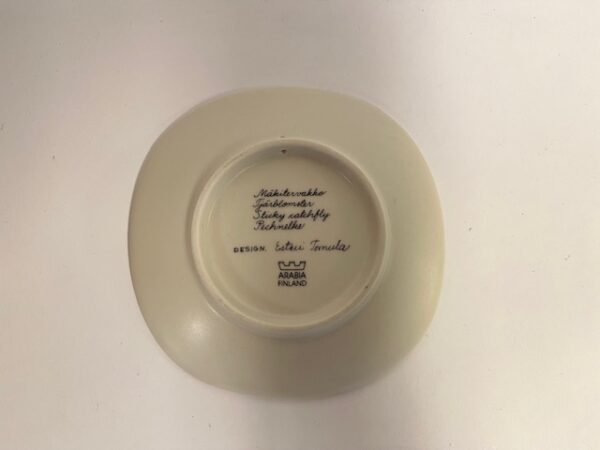 Mäkitervakko
Tjärblomster
Sticky catchfly
Pechnelke
DESIGN. Esteri Tomula
ARABIA
FINLAND